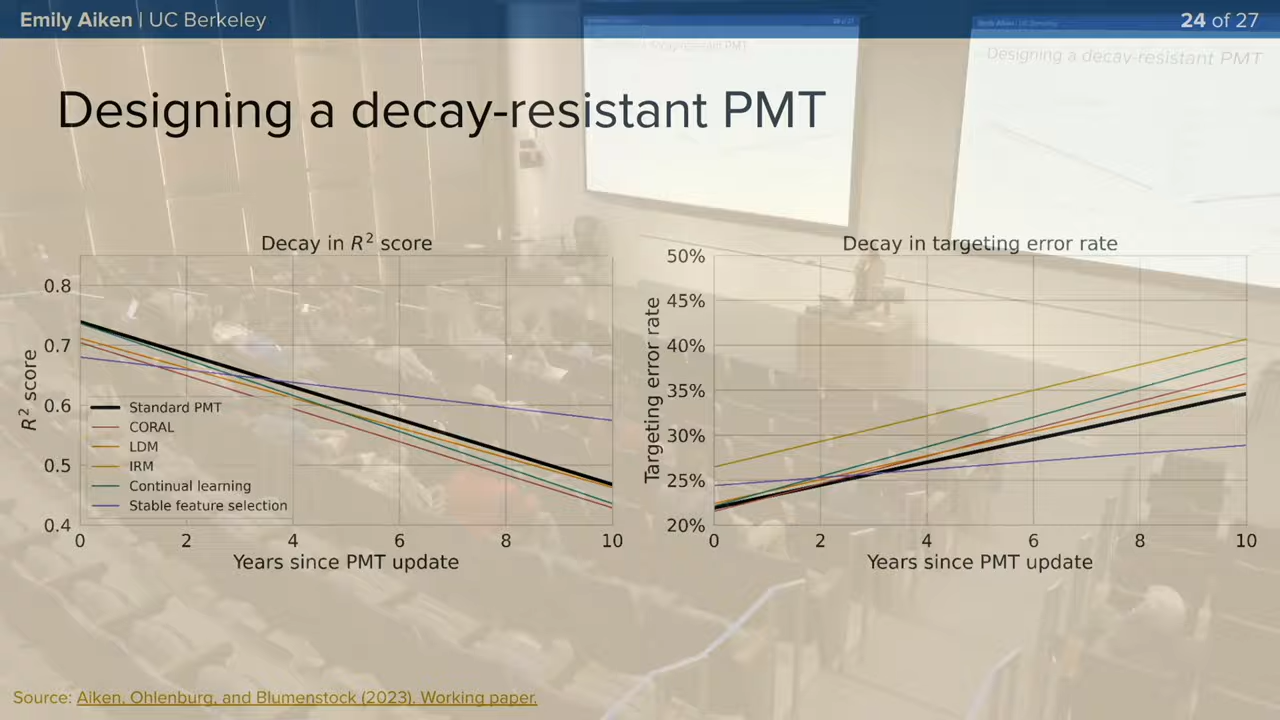 Emily Aiken | UC Berkeley
24 of 27
Designing a decay-resistant PMT
Designing a decay-resistant PMT
Decay in R² score
0.8
0.7
0.6
0.5
0.4
R² score
Standard PMT
CORAL
LDM
IRM
Continual learning
Stable feature selection
0 2 4 6 8 10
Years since PMT update
Decay in targeting error rate
50%
45%
40%
35%
30%
25%
20%
Targeting error rate
0 2 4 6 8 10
Years since PMT update
Source: Aiken, Ohlenburg, and Blumenstock (2023). Working paper.